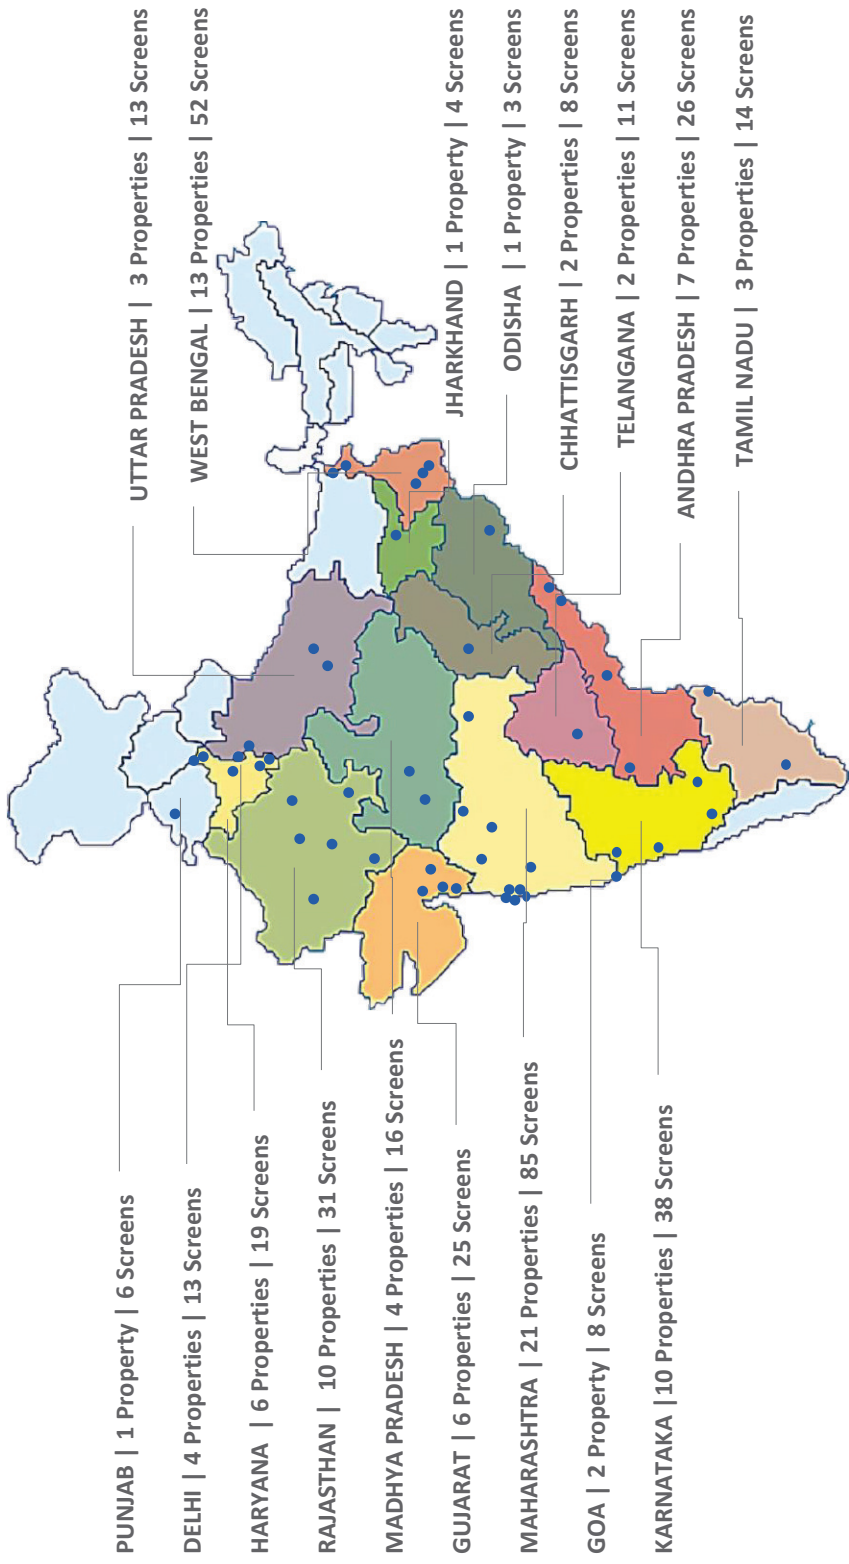 PUNJAB | 1 Property | 6 Screens
DELHI | 4 Properties | 13 Screens
HARYANA | 6 Properties | 19 Screens
RAJASTHAN | 10 Properties | 31 Screens
MADHYA PRADESH | 4 Properties | 16 Screens
GUJARAT | 6 Properties | 25 Screens
MAHARASHTRA | 21 Properties | 85 Screens
GOA | 2 Property | 8 Screens
KARNATAKA |10 Properties | 38 Screens
UTTAR PRADESH | 3 Properties | 13 Screens
WEST BENGAL | 13 Properties | 52 Screens
JHARKHAND | 1 Property | 4 Screens
ODISHA | 1 Property | 3 Screens
CHHATTISGARH | 2 Properties | 8 Screens
TELANGANA | 2 Properties | 11 Screens
ANDHRA PRADESH | 7 Properties | 26 Screens
TAMIL NADU | 3 Properties | 14 Screens